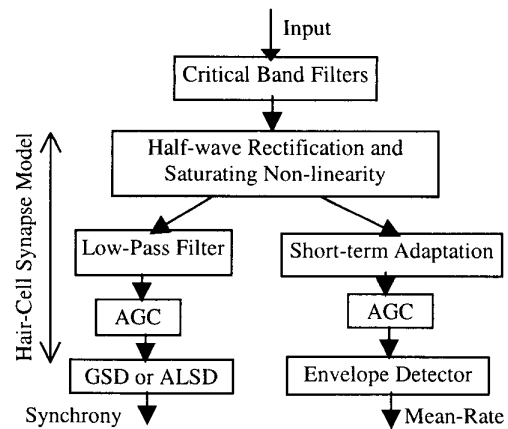 Input
Critical Band Filters
Half-wave Rectification and
Saturating Non-linearity
Hair-Cell Synapse Model
Low-Pass Filter
Short-term Adaptation
AGC
AGC
GSD or ALSD
Envelope Detector
Synchrony
Mean-Rate